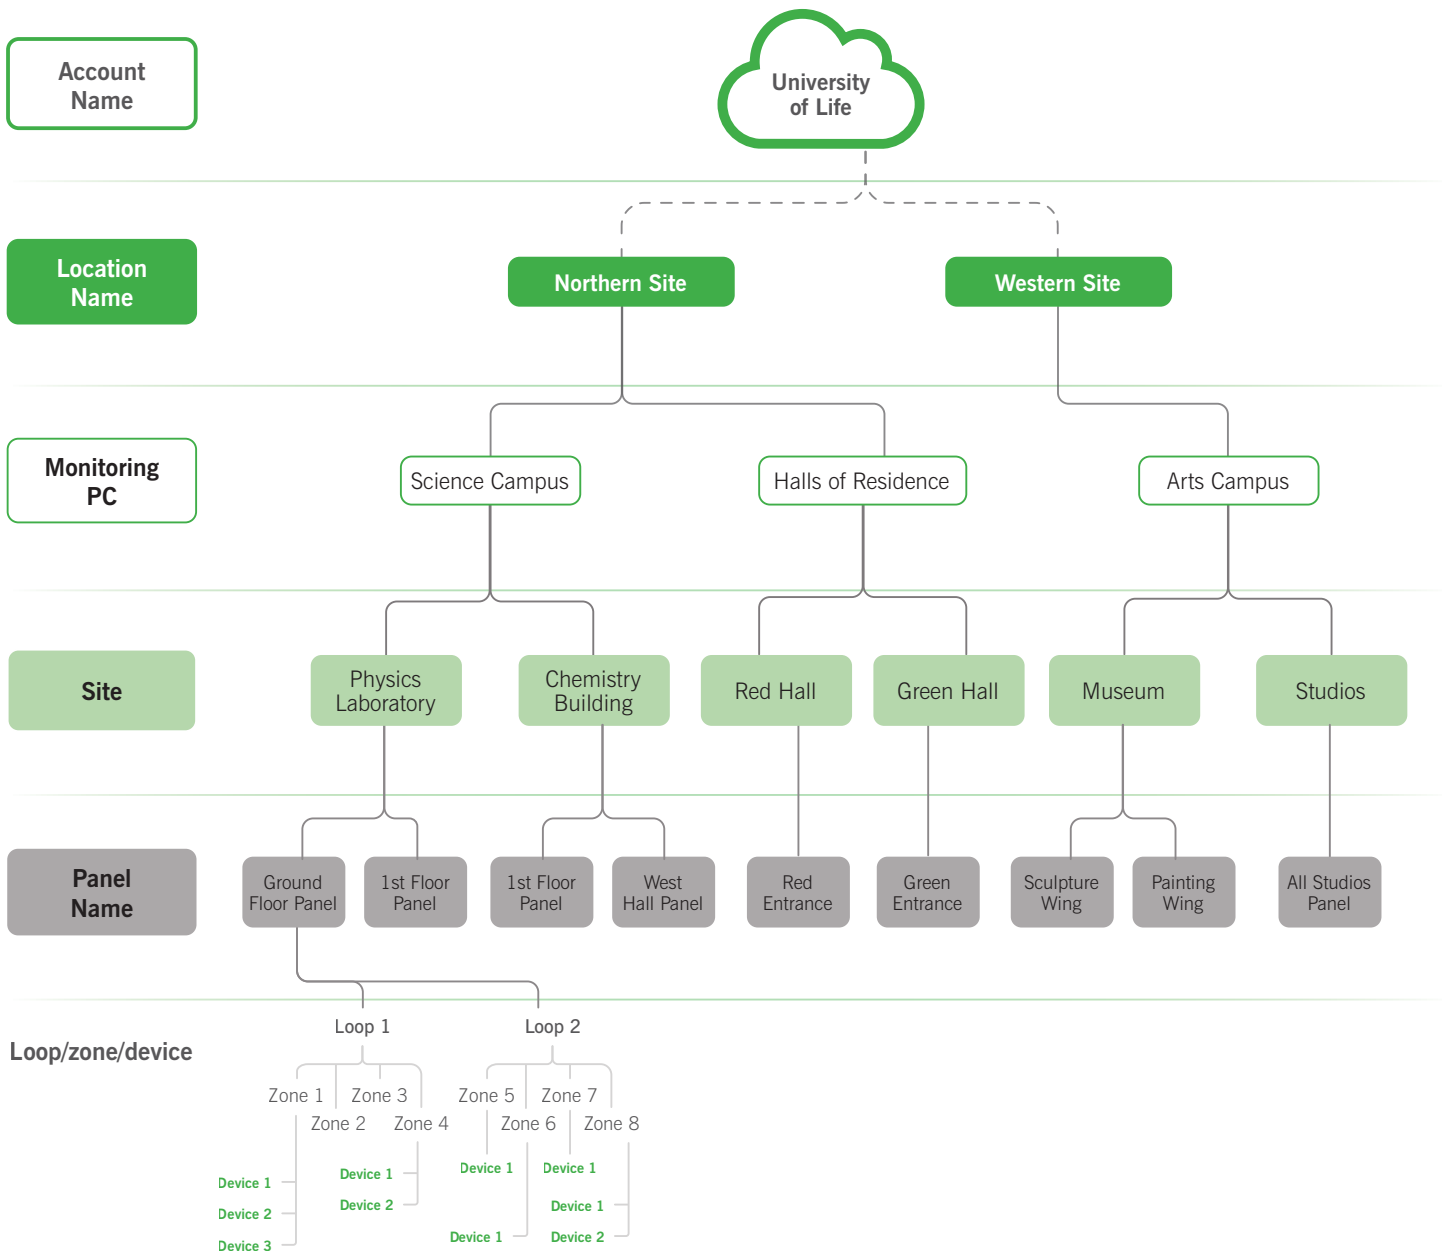 Account
Name
University
of Life
Location
Name
Northern Site
Western Site
Monitoring
PC
Science Campus
Halls of Residence
Arts Campus
Site
Physics
Laboratory
Chemistry
Building
Red Hall
Green Hall
Museum
Studios
Panel
Name
Ground
Floor Panel
1st Floor
Panel
1st Floor
Panel
West
Hall Panel
Red
Entrance
Green
Entrance
Sculpture
Wing
Painting
Wing
All Studios
Panel
Loop/zone/device
Loop 1
Loop 2
Zone 1
Zone 3
Zone 5
Zone 7
Zone 2
Zone 4
Zone 6
Zone 8
Device 1
Device 2
Device 3
Device 1
Device 2
Device 1
Device 1
Device 1
Device 1
Device 2